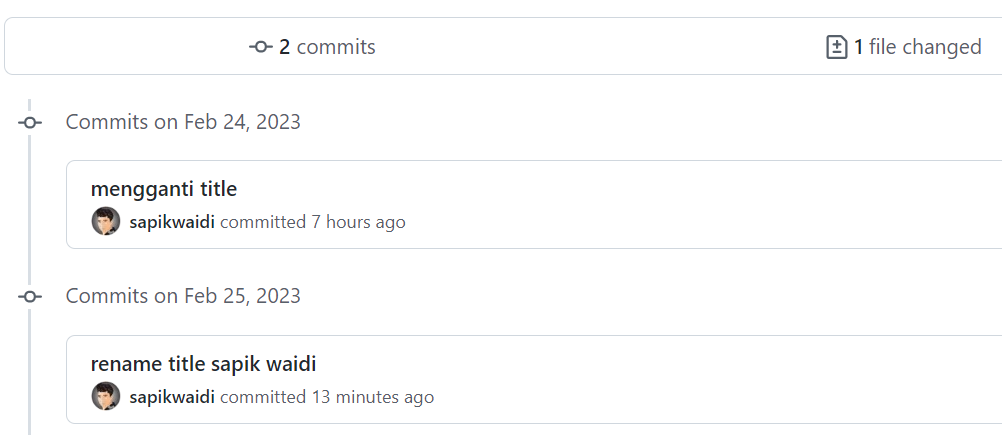 2 commits
1 file changed
Commits on Feb 24, 2023
mengganti title
sapikwaidi committed 7 hours ago
Commits on Feb 25, 2023
rename title sapik waidi
sapikwaidi committed 13 minutes ago